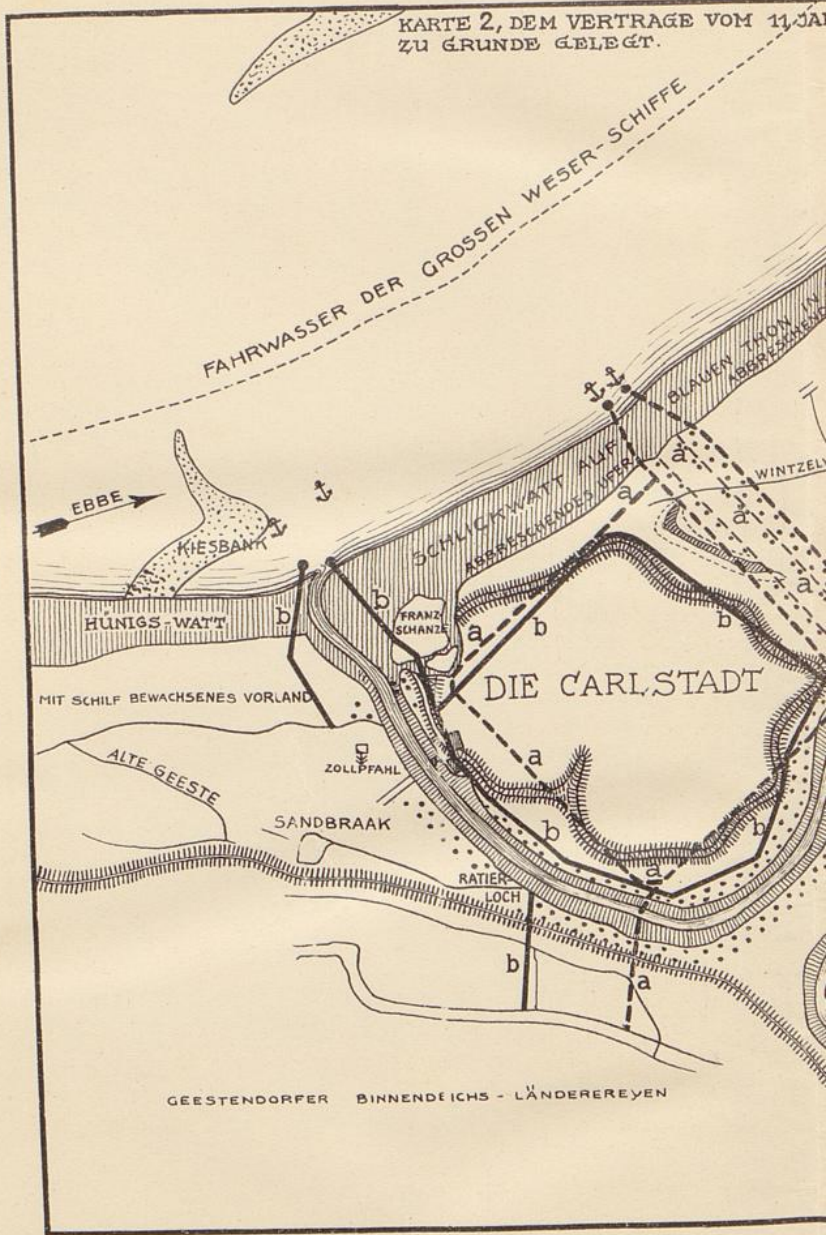 KARTE 2, DEM VERTRAGE VOM 11 JA
ZU GRUNDE GELEGT.
FAHRWASSER DER GROSSEN WESER-SCHIFFE
BLAUEN THON IN
ABBRESCHEND
SCHLICKWATT AUF
ABBRESCHENDES UFER
WINTZEL
EBBE
KIESBANK
HÜNIGS-WATT
FRANZ
SCHANZE
DIE CARLSTADT
MIT SCHILF BEWACHSENES VORLAND
ZOLLPFAHL
ALTE GEESTE
SANDBRAAK
RATIER-
LOCH
a
a
a
a
a
a
a
a
b
b
b
b
b
b
b
GEESTENDORFER BINNENDEICHS - LÄNDEREREYEN